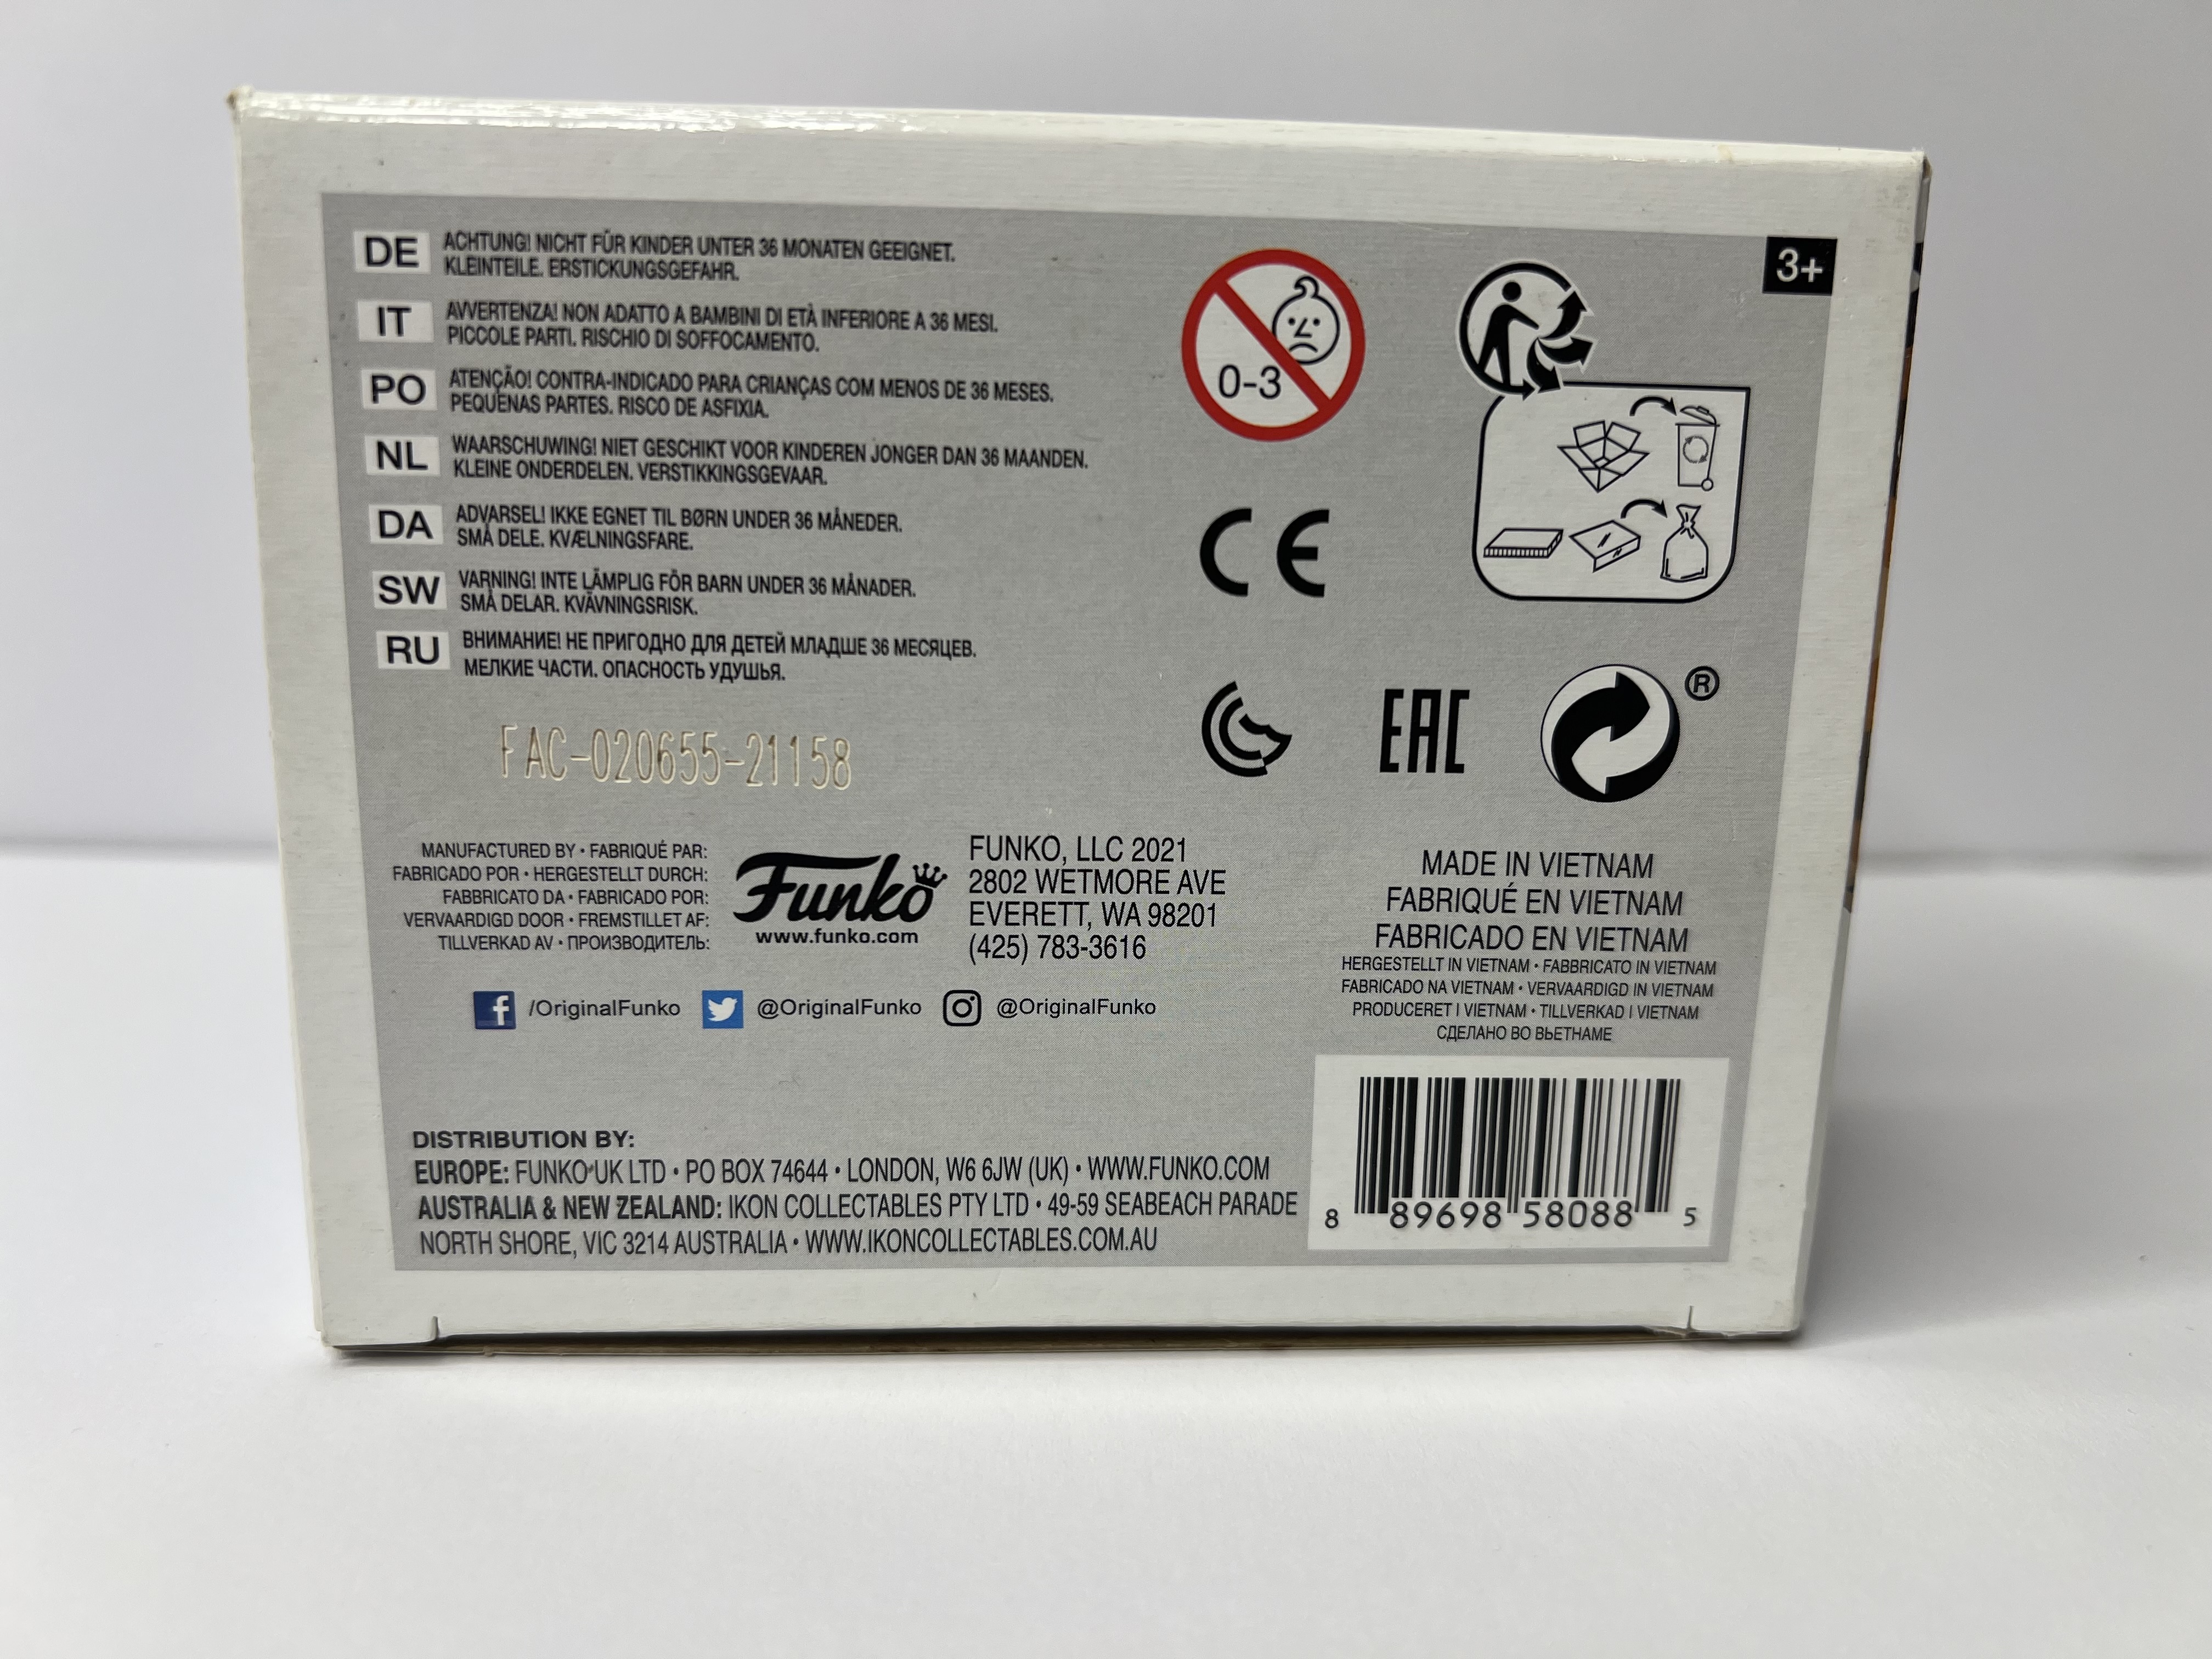 DE
ACHTUNG! NICHT FÜR KINDER UNTER 36 MONATEN GEEIGNET.
KLEINTEILE. ERSTICKUNGSGEFAHR.
IT
AVVERTENZA! NON ADATTO A BAMBINI DI ETÀ INFERIORE A 36 MESI.
PICCOLE PARTI. RISCHIO DI SOFFOCAMENTO.
PO
ATENÇÃO! CONTRA-INDICADO PARA CRIANÇAS COM MENOS DE 36 MESES.
PEQUENAS PARTES. RISCO DE ASFIXIA.
NL
WAARSCHUWING! NIET GESCHIKT VOOR KINDEREN JONGER DAN 36 MAANDEN.
KLEINE ONDERDELEN. VERSTIKKINGSGEVAAR.
DA
ADVARSEL! IKKE EGNET TIL BØRN UNDER 36 MÅNEDER.
SMÅ DELE. KVÆLNINGSFARE.
SW
VARNING! INTE LÄMPLIG FÖR BARN UNDER 36 MÅNADER.
SMÅ DELAR. KVÄVNINGSRISK.
RU
ВНИМАНИЕ! НЕ ПРИГОДНО ДЛЯ ДЕТЕЙ МЛАДШЕ 36 МЕСЯЦЕВ.
МЕЛКИЕ ЧАСТИ. ОПАСНОСТЬ УДУШЬЯ.
0-3
3+
CE
EAC
®
FAC-020655-21158
MANUFACTURED BY • FABRIQUÉ PAR:
FABRICADO POR • HERGESTELLT DURCH:
FABBRICATO DA • FABRICADO POR:
VERVAARDIGD DOOR • FREMSTILLET AF:
TILLVERKAD AV • ПРОИЗВОДИТЕЛЬ:
Funko
www.funko.com
FUNKO, LLC 2021
2802 WETMORE AVE
EVERETT, WA 98201
(425) 783-3616
MADE IN VIETNAM
FABRIQUÉ EN VIETNAM
FABRICADO EN VIETNAM
HERGESTELLT IN VIETNAM • FABBRICATO IN VIETNAM
FABRICADO NA VIETNAM • VERVAARDIGD IN VIETNAM
PRODUCERET I VIETNAM • TILLVERKAD I VIETNAM
СДЕЛАНО ВО ВЬЕТНАМЕ
/OriginalFunko @OriginalFunko @OriginalFunko
DISTRIBUTION BY:
EUROPE: FUNKO UK LTD • PO BOX 74644 • LONDON, W6 6JW (UK) • WWW.FUNKO.COM
AUSTRALIA & NEW ZEALAND: IKON COLLECTABLES PTY LTD • 49-59 SEABEACH PARADE
NORTH SHORE, VIC 3214 AUSTRALIA • WWW.IKONCOLLECTABLES.COM.AU
8 89698 58088 5